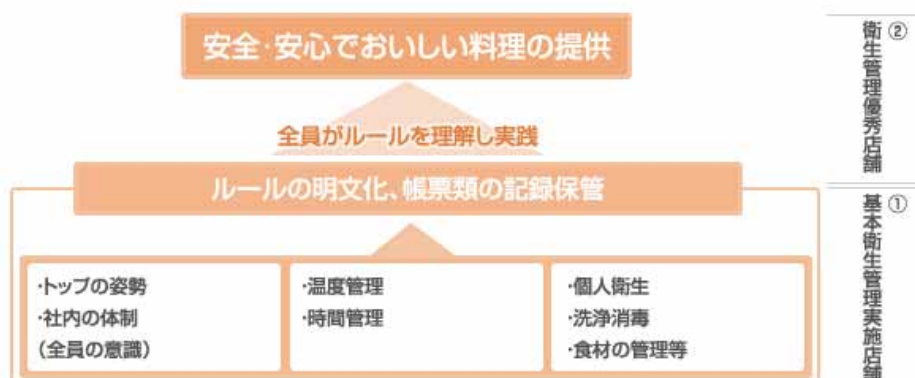 安全・安心でおいしい料理の提供
全員がルールを理解し実践
ルールの明文化、帳票類の記録保管
・トップの姿勢
・社内の体制
(全員の意識)
・温度管理
・時間管理
・個人衛生
・洗浄消毒
・食材の管理等
②
衛生管理優秀店舗
①
基本衛生管理実施店舗